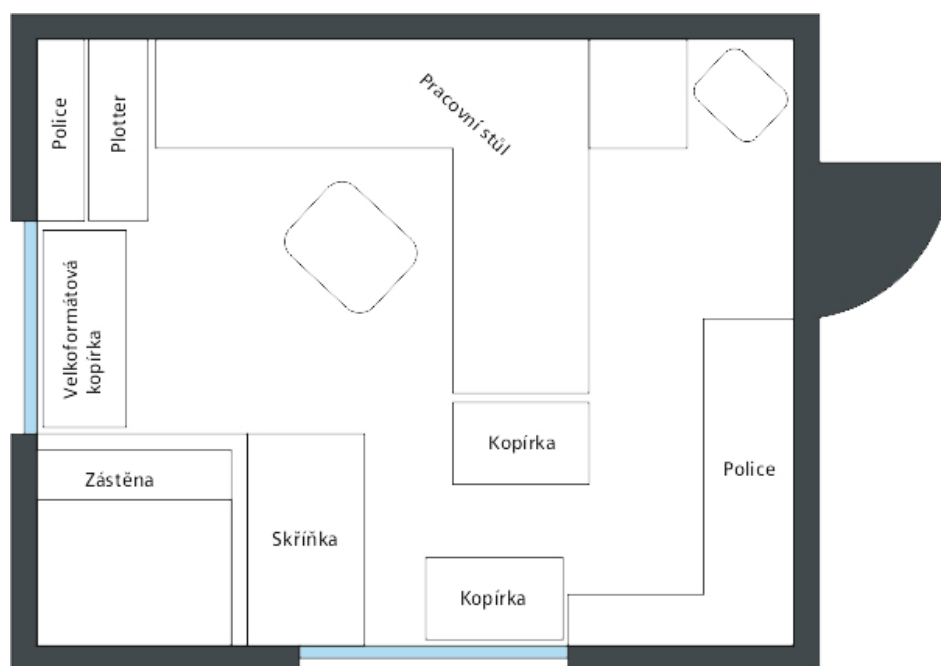 Police
Plotter
Pracovní stůl
Velkoformátová
kopírka
Kopírka
Police
Zástěna
Skříňka
Kopírka